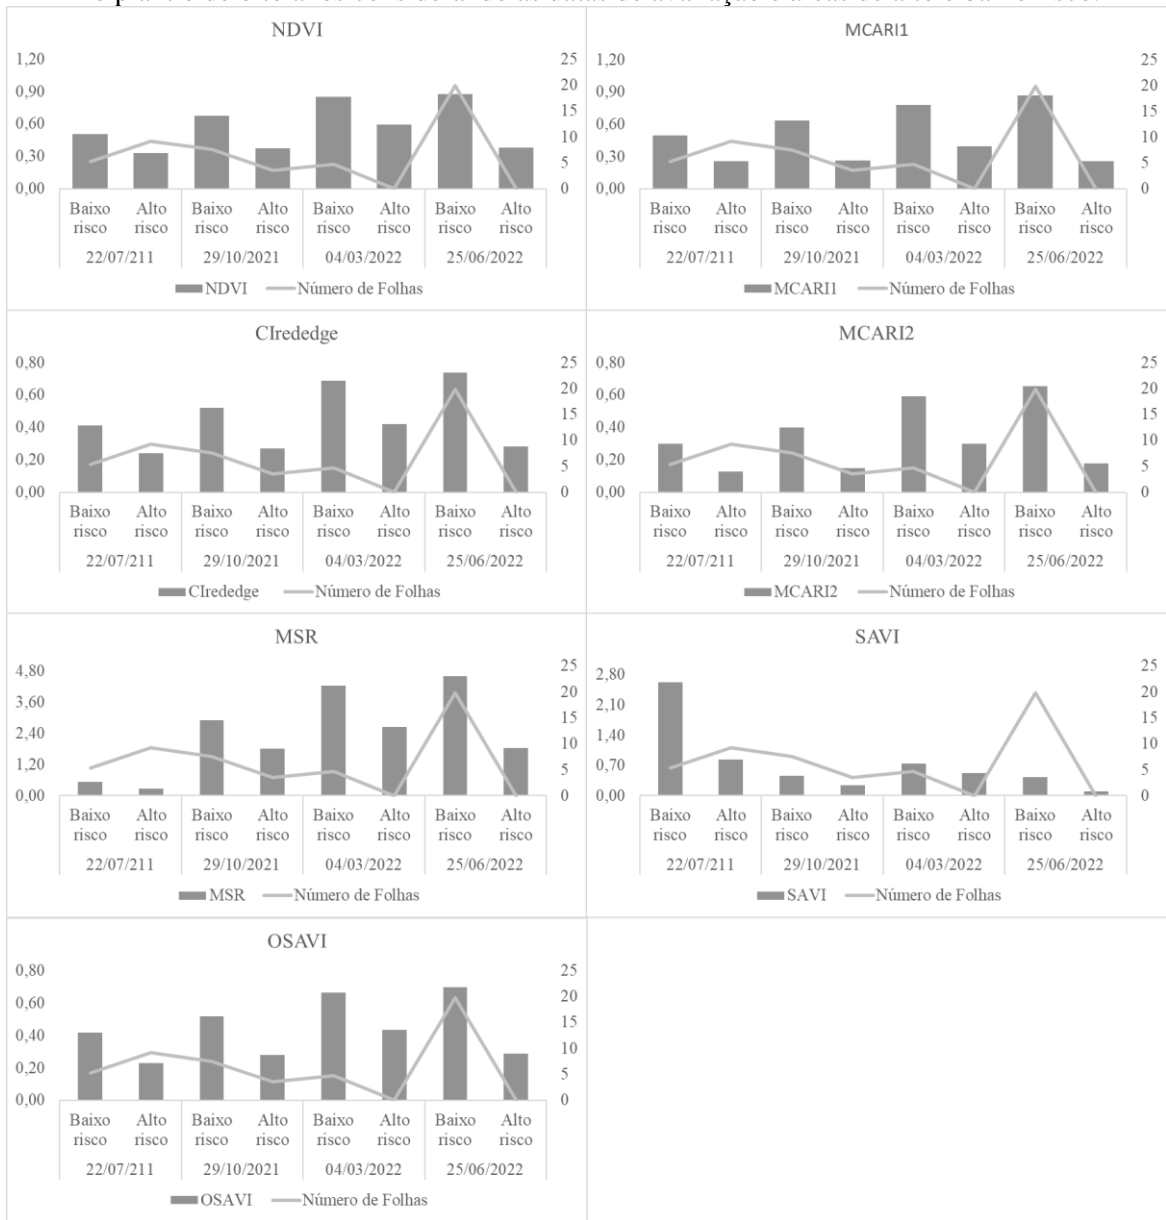 plantio de oito anos considerando as datas de avaliação e áreas de alto e baixo risco.
NDVI
1,20
0,90
0,60
0,30
0,00
25
20
15
10
5
0
Baixo Alto Baixo Alto Baixo Alto Baixo Alto
risco risco risco risco risco risco risco risco
22/07/211 29/10/2021 04/03/2022 25/06/2022
NDVI Número de Folhas
MCARI1
1,20
0,90
0,60
0,30
0,00
25
20
15
10
5
0
Baixo Alto Baixo Alto Baixo Alto Baixo Alto
risco risco risco risco risco risco risco risco
22/07/211 29/10/2021 04/03/2022 25/06/2022
MCARI1 Número de Folhas
CIrededge
0,80
0,60
0,40
0,20
0,00
25
20
15
10
5
0
Baixo Alto Baixo Alto Baixo Alto Baixo Alto
risco risco risco risco risco risco risco risco
22/07/211 29/10/2021 04/03/2022 25/06/2022
CIrededge Número de Folhas
MCARI2
0,80
0,60
0,40
0,20
0,00
25
20
15
10
5
0
Baixo Alto Baixo Alto Baixo Alto Baixo Alto
risco risco risco risco risco risco risco risco
22/07/211 29/10/2021 04/03/2022 25/06/2022
MCARI2 Número de Folhas
MSR
4,80
3,60
2,40
1,20
0,00
25
20
15
10
5
0
Baixo Alto Baixo Alto Baixo Alto Baixo Alto
risco risco risco risco risco risco risco risco
22/07/211 29/10/2021 04/03/2022 25/06/2022
MSR Número de Folhas
SAVI
2,80
2,10
1,40
0,70
0,00
25
20
15
10
5
0
Baixo Alto Baixo Alto Baixo Alto Baixo Alto
risco risco risco risco risco risco risco risco
22/07/211 29/10/2021 04/03/2022 25/06/2022
SAVI Número de Folhas
OSAVI
0,80
0,60
0,40
0,20
0,00
25
20
15
10
5
0
Baixo Alto Baixo Alto Baixo Alto Baixo Alto
risco risco risco risco risco risco risco risco
22/07/211 29/10/2021 04/03/2022 25/06/2022
OSAVI Número de Folhas